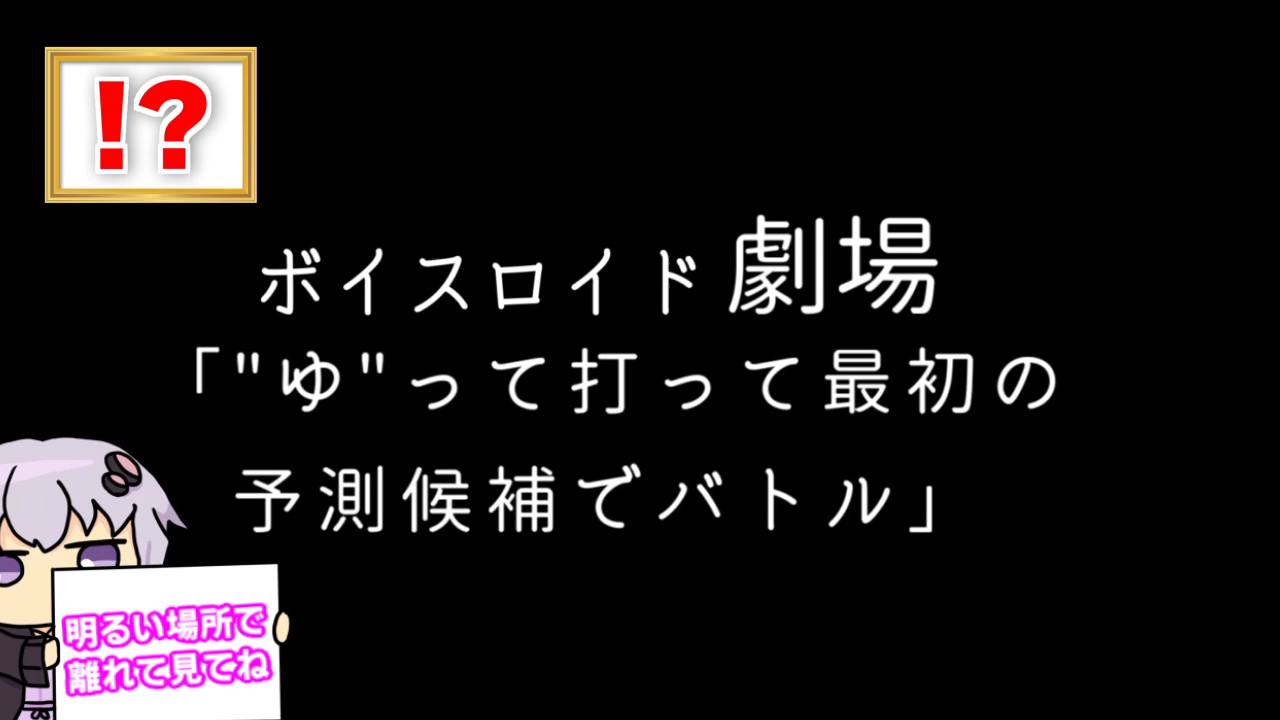 !?
ボイスロイド劇場
「"ゆ"って打って最初の
予測候補でバトル」
明るい場所で
離れて見てね